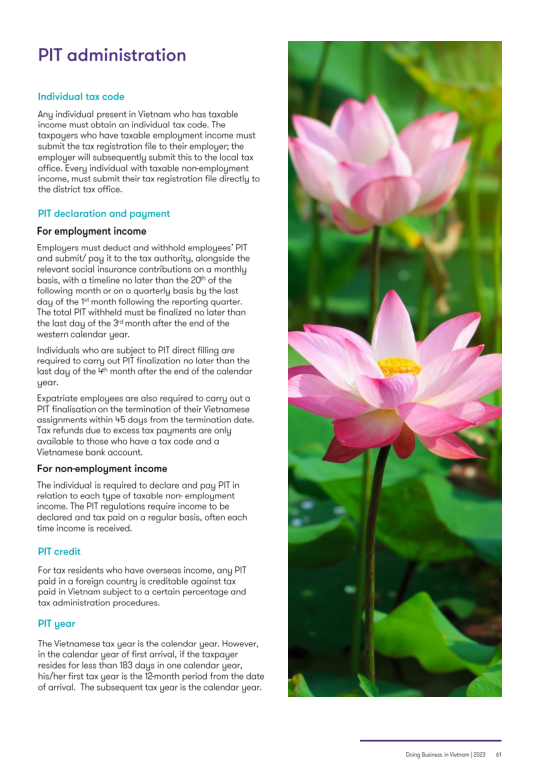 PIT administration
Individual tax code
Any individual present in Vietnam who has taxable
income must obtain an individual tax code. The
taxpayers who have taxable employment income must
submit the tax registration file to their employer; the
employer will subsequently submit this to the local tax
office. Every individual with taxable non-employment
income, must submit their tax registration file directly to
the district tax office.
PIT declaration and payment
For employment income
Employers must deduct and withhold employees' PIT
and submit/ pay it to the tax authority, alongside the
relevant social insurance contributions on a monthly
basis, with a timeline no later than the 20th of the
following month or on a quarterly basis by the last
day of the 1st month following the reporting quarter.
The total PIT withheld must be finalized no later than
the last day of the 3rd month after the end of the
western calendar year.
Individuals who are subject to PIT direct filling are
required to carry out PIT finalization no later than the
last day of the 4th month after the end of the calendar
year.
Expatriate employees are also required to carry out a
PIT finalisation on the termination of their Vietnamese
assignments within 45 days from the termination date.
Tax refunds due to excess tax payments are only
available to those who have a tax code and a
Vietnamese bank account.
For non-employment income
The individual is required to declare and pay PIT in
relation to each type of taxable non- employment
income. The PIT regulations require income to be
declared and tax paid on a regular basis, often each
time income is received.
PIT credit
For tax residents who have overseas income, any PIT
paid in a foreign country is creditable against tax
paid in Vietnam subject to a certain percentage and
tax administration procedures.
PIT year
The Vietnamese tax year is the calendar year. However,
in the calendar year of first arrival, if the taxpayer
resides for less than 183 days in one calendar year,
his/her first tax year is the 12-month period from the date
of arrival. The subsequent tax year is the calendar year.
Doing Business in Vietnam | 2023 61